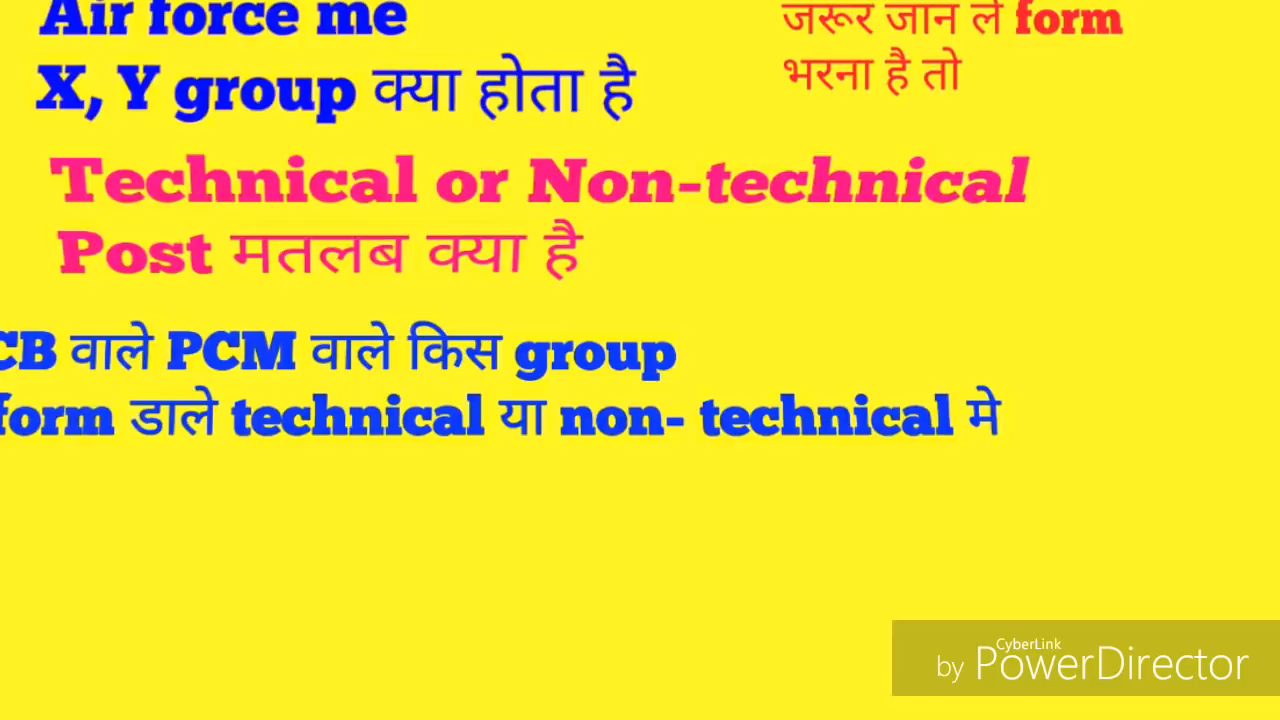 Air force me
X, Y group क्या होता है
जरूर जान ले form
भरना है तो
Technical or Non-technical
Post मतलब क्या है
CB वाले PCM वाले किस group
form डाले technical या non- technical मे
CyberLink
by PowerDirector